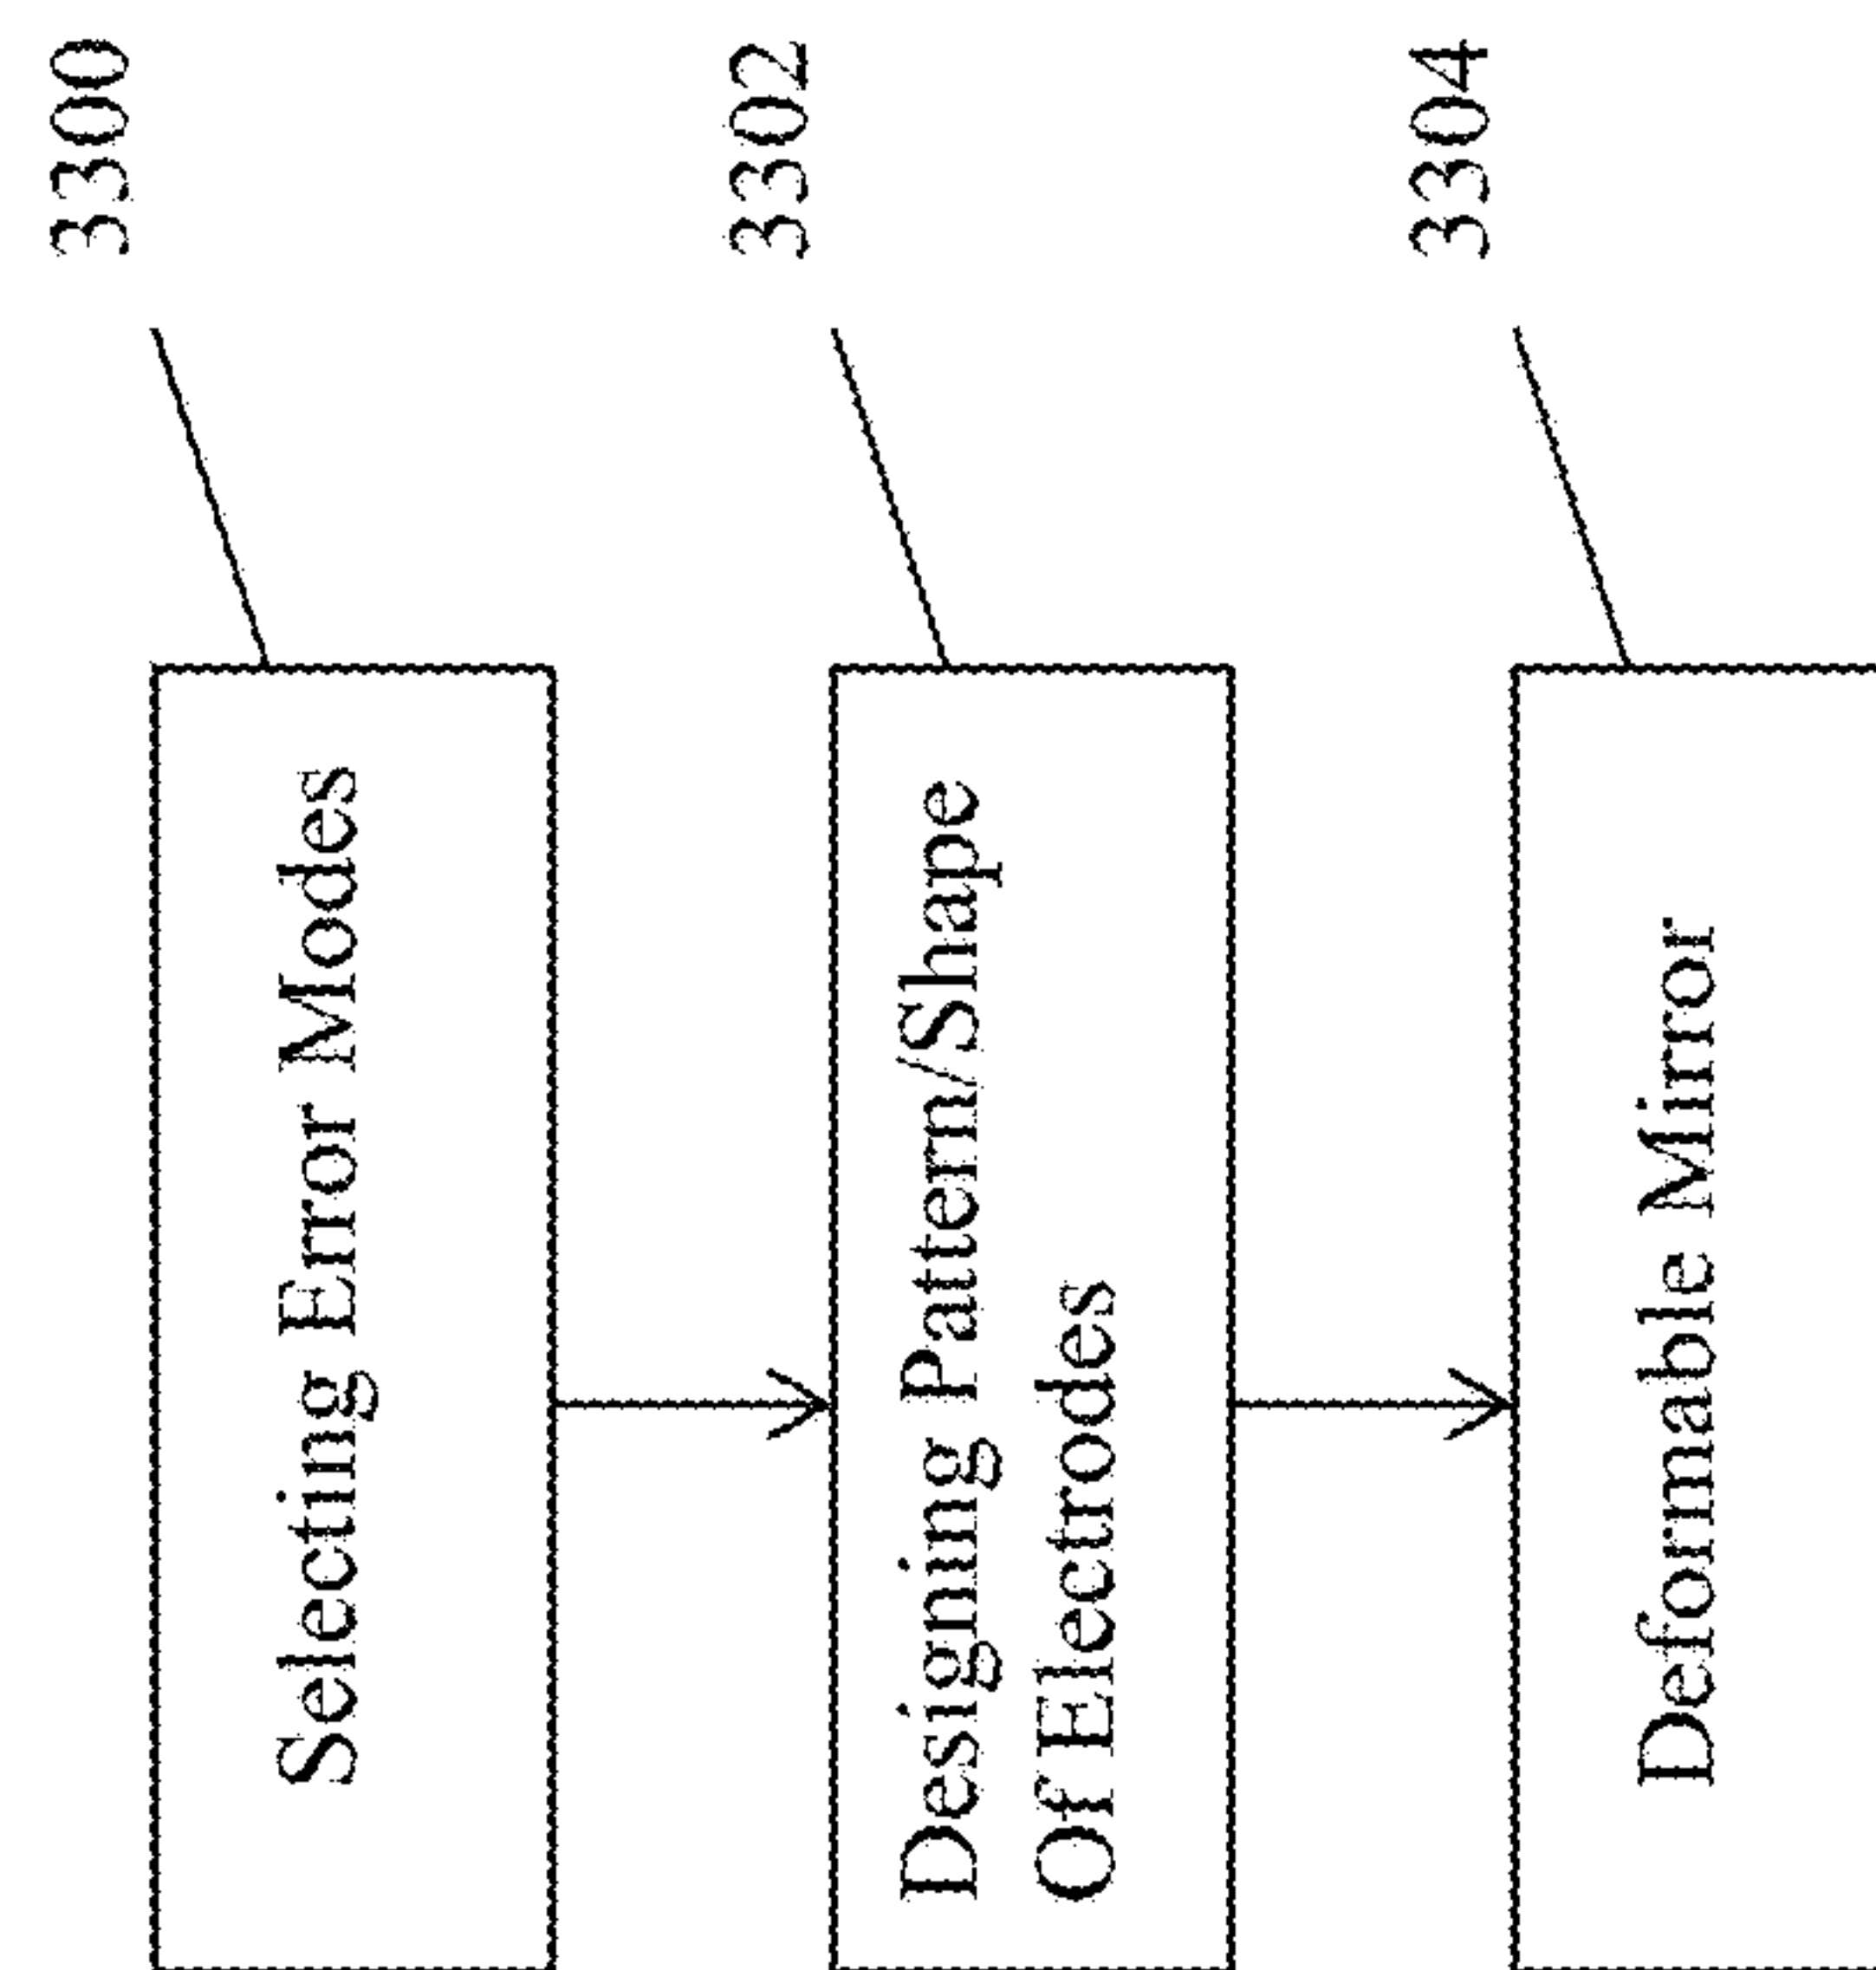 Selecting Error Modes
3300
Designing Pattern/Shape
Of Electrodes
3302
Deformable Mirror
3304